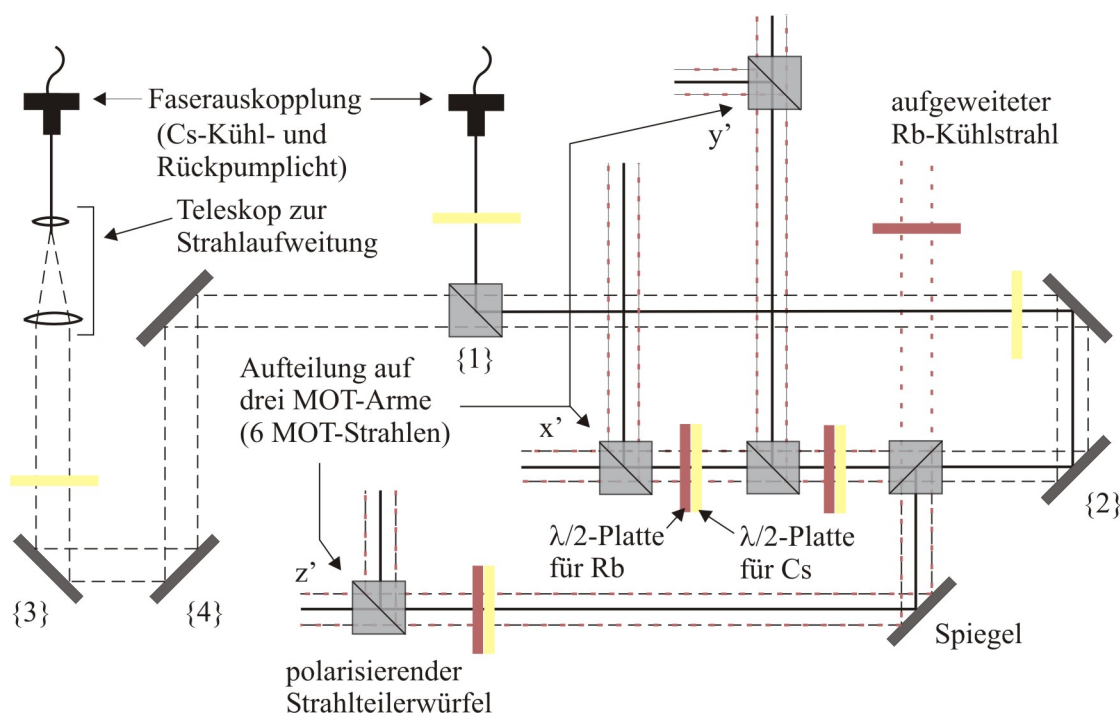 Faserauskopplung
(Cs-Kühl- und
Rückpumplicht)
Teleskop zur
Strahlaufweitung
y’
aufgeweiteter
Rb-Kühlstrahl
{1}
Aufteilung auf
drei MOT-Arme
(6 MOT-Strahlen)
x’
{2}
λ/2-Platte
für Rb
λ/2-Platte
für Cs
z’
{3}
{4}
Spiegel
polarisierender
Strahlteilerwürfel